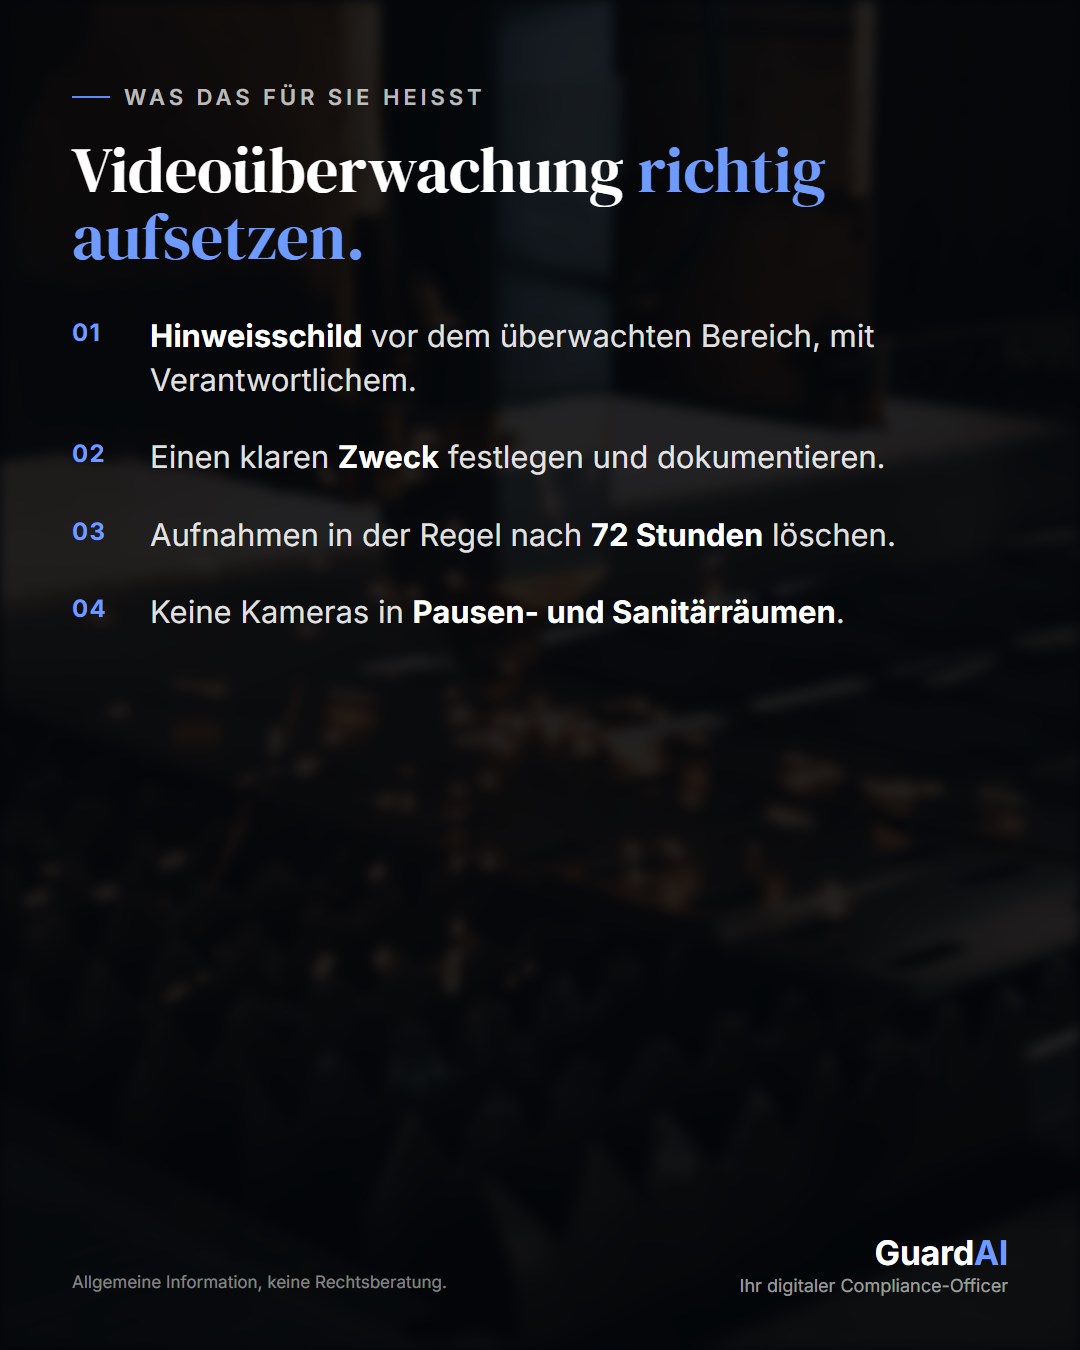 WAS DAS FÜR SIE HEISST
Videoüberwachung richtig
aufsetzen.
01 Hinweisschild vor dem überwachten Bereich, mit
Verantwortlichem.
02 Einen klaren Zweck festlegen und dokumentieren.
03 Aufnahmen in der Regel nach 72 Stunden löschen.
04 Keine Kameras in Pausen- und Sanitärräumen.
GuardAI
Allgemeine Information, keine Rechtsberatung.
Ihr digitaler Compliance-Officer